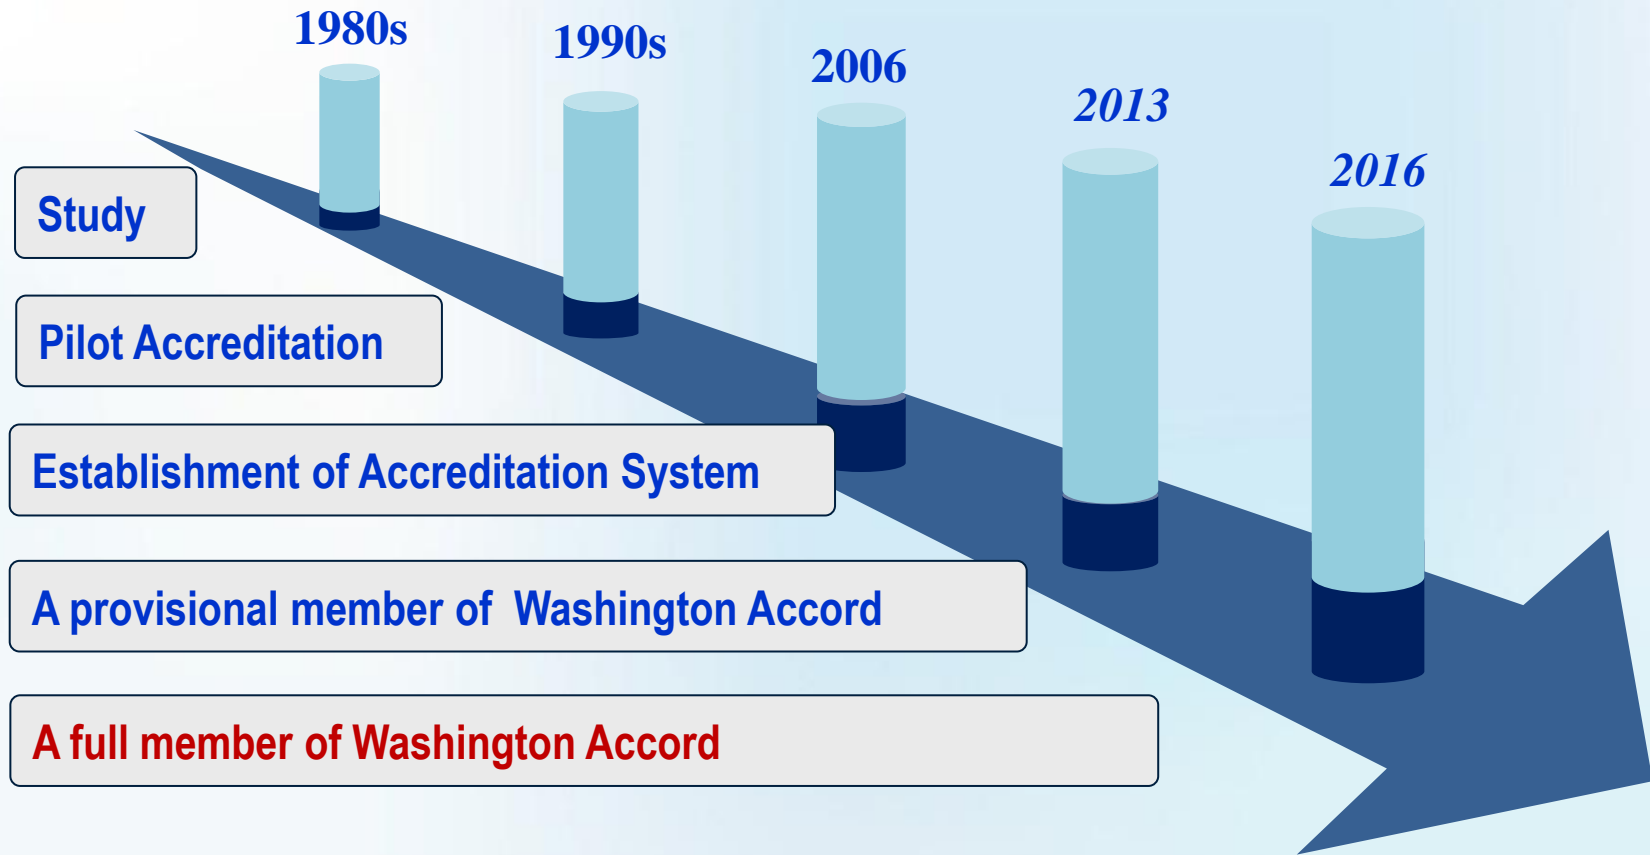 1980s
1990s
2006
2013
2016
Study
Pilot Accreditation
Establishment of Accreditation System
A provisional member of  Washington Accord
A full member of Washington Accord